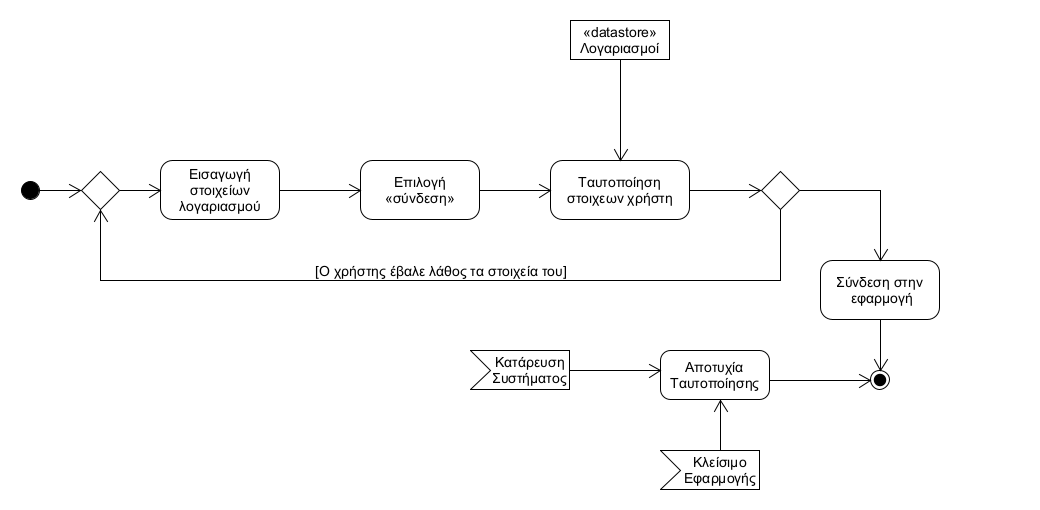 «datastore»
Λογαριασμοί
Εισαγωγή
στοιχείων
λογαριασμού
Επιλογή
«σύνδεση»
Ταυτοποίηση
στοιχεων χρήστη
[Ο χρήστης έβαλε λάθος τα στοιχεία του]
Σύνδεση στην
εφαρμογή
Κατάρευση
Συστήματος
Αποτυχία
Ταυτοποίησης
Κλείσιμο
Εφαρμογής